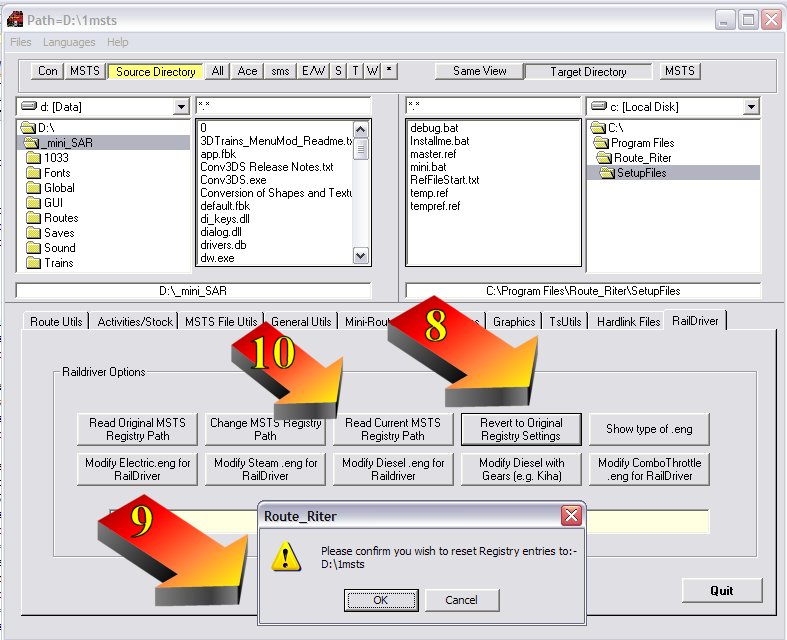 Path=D:\1msts
Files Languages Help
Con MSTS Source Directory All Ace sms E/W S T W * Same View Target Directory MSTS
d: [Data] *.* *.* c: [Local Disk]
D:\
_mini_SAR
1033
Fonts
Global
GUI
Routes
Saves
Sound
Trains
0
3DTrains_MenuMod_Readme.tx
app.fbk
Conv3DS Release Notes.txt
Conv3DS.exe
Conversion of Shapes and Textu
default.fbk
di_keys.dll
dialog.dll
drivers.db
dw.exe
debug.bat
Installme.bat
master.ref
mini.bat
RefFileStart.txt
temp.ref
tempref.ref
C:\
Program Files
Route_Riter
SetupFiles
D:\_mini_SAR C:\Program Files\Route_Riter\SetupFiles
Route Utils Activities/Stock MSTS File Utils General Utils Mini-Rou Graphics TsUtils Hardlink Files RailDriver
8
10
Raildriver Options
Read Original MSTS
Registry Path
Change MSTS Registry
Path
Read Current MSTS
Registry Path
Revert to Original
Registry Settings
Show type of .eng
Modify Electric.eng for
RailDriver
Modify Steam .eng for
RailDriver
Modify Diesel .eng for
Raildriver
Modify Diesel with
Gears (e.g. Kiha)
Modify ComboThrottle
.eng for RailDriver
9
Route_Riter
Please confirm you wish to reset Registry entries to:-
D:\1msts
OK Cancel
Quit